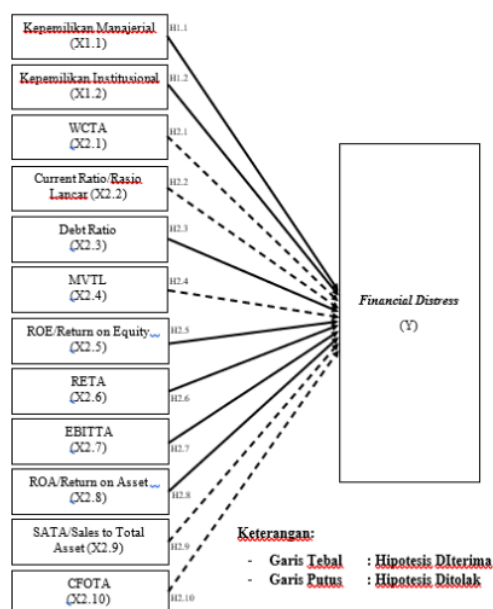 Kepemilikan Manajerial
(X1.1)
H1.1
Kepemilikan Institusional
(X1.2)
H1.2
WCTA
(X2.1)
H2.1
Current Ratio/Rasio
Lancar (X2.2)
H2.2
Debt Ratio
(X2.3)
H2.3
MVTL
(X2.4)
H2.4
ROE/Return on Equity
(X2.5)
H2.5
RETA
(X2.6)
H2.6
EBITTA
(X2.7)
H2.7
ROA/Return on Asset
(X2.8)
H2.8
SATA/Sales to Total
Asset (X2.9)
H2.9
CFOTA
(X2.10)
H2.10
Financial Distress
(Y)
Keterangan:
- Garis Tebal : Hipotesis DIterima
- Garis Putus : Hipotesis Ditolak